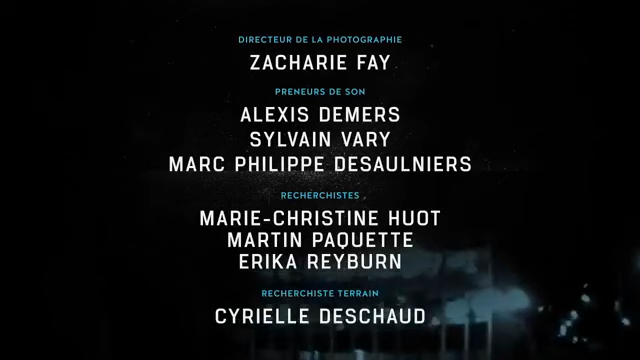 DIRECTEUR DE LA PHOTOGRAPHIE
ZACHARIE FAY
PRENEURS DE SON
ALEXIS DEMERS
SYLVAIN VARY
MARC PHILIPPE DESAULNIERS
RECHERCHISTES
MARIE-CHRISTINE HUOT
MARTIN PAQUETTE
ERIKA REYBURN
RECHERCHISTE TERRAIN
CYRIELLE DESCHAUD